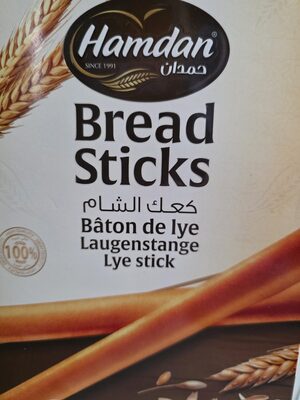 Hamdan®
حمدان
SINCE 1991
Bread
Sticks
كعك الشام
Bâton de lye
Laugenstange
Lye stick
100%